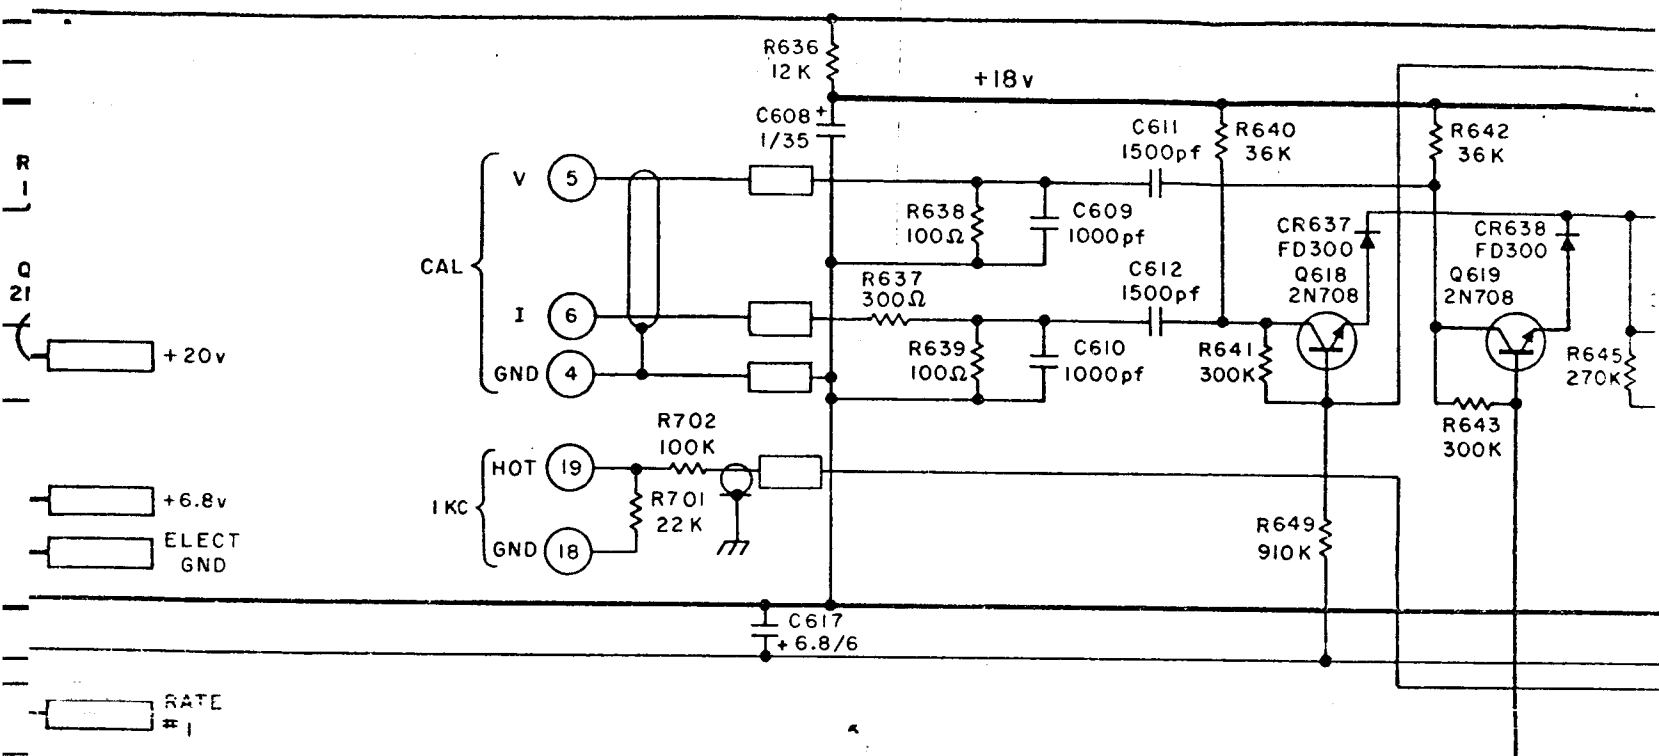 R636
12K
+18v
C608
+
1/35
C611
1500pf
R640
36K
R642
36K
R
1
V
5
R638
100Ω
C609
1000pf
CR637
FD300
CR638
FD300
CAL
Q
21
R637
300Ω
C612
1500pf
Q618
2N708
Q619
2N708
I
6
+20v
GND
4
R639
100Ω
C610
1000pf
R641
300K
R645
270K
R702
100K
R643
300K
HOT
19
1KC
+6.8v
R701
22K
ELECT
GND
GND
18
R649
910K
C617
+6.8/6
RATE
#1